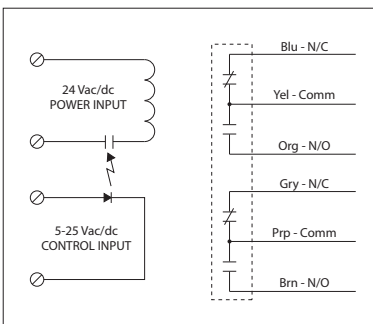 24 Vac/dc
POWER INPUT
5-25 Vac/dc
CONTROL INPUT
Blu - N/C
Yel - Comm
Org - N/O
Gry - N/C
Prp - Comm
Brn - N/O